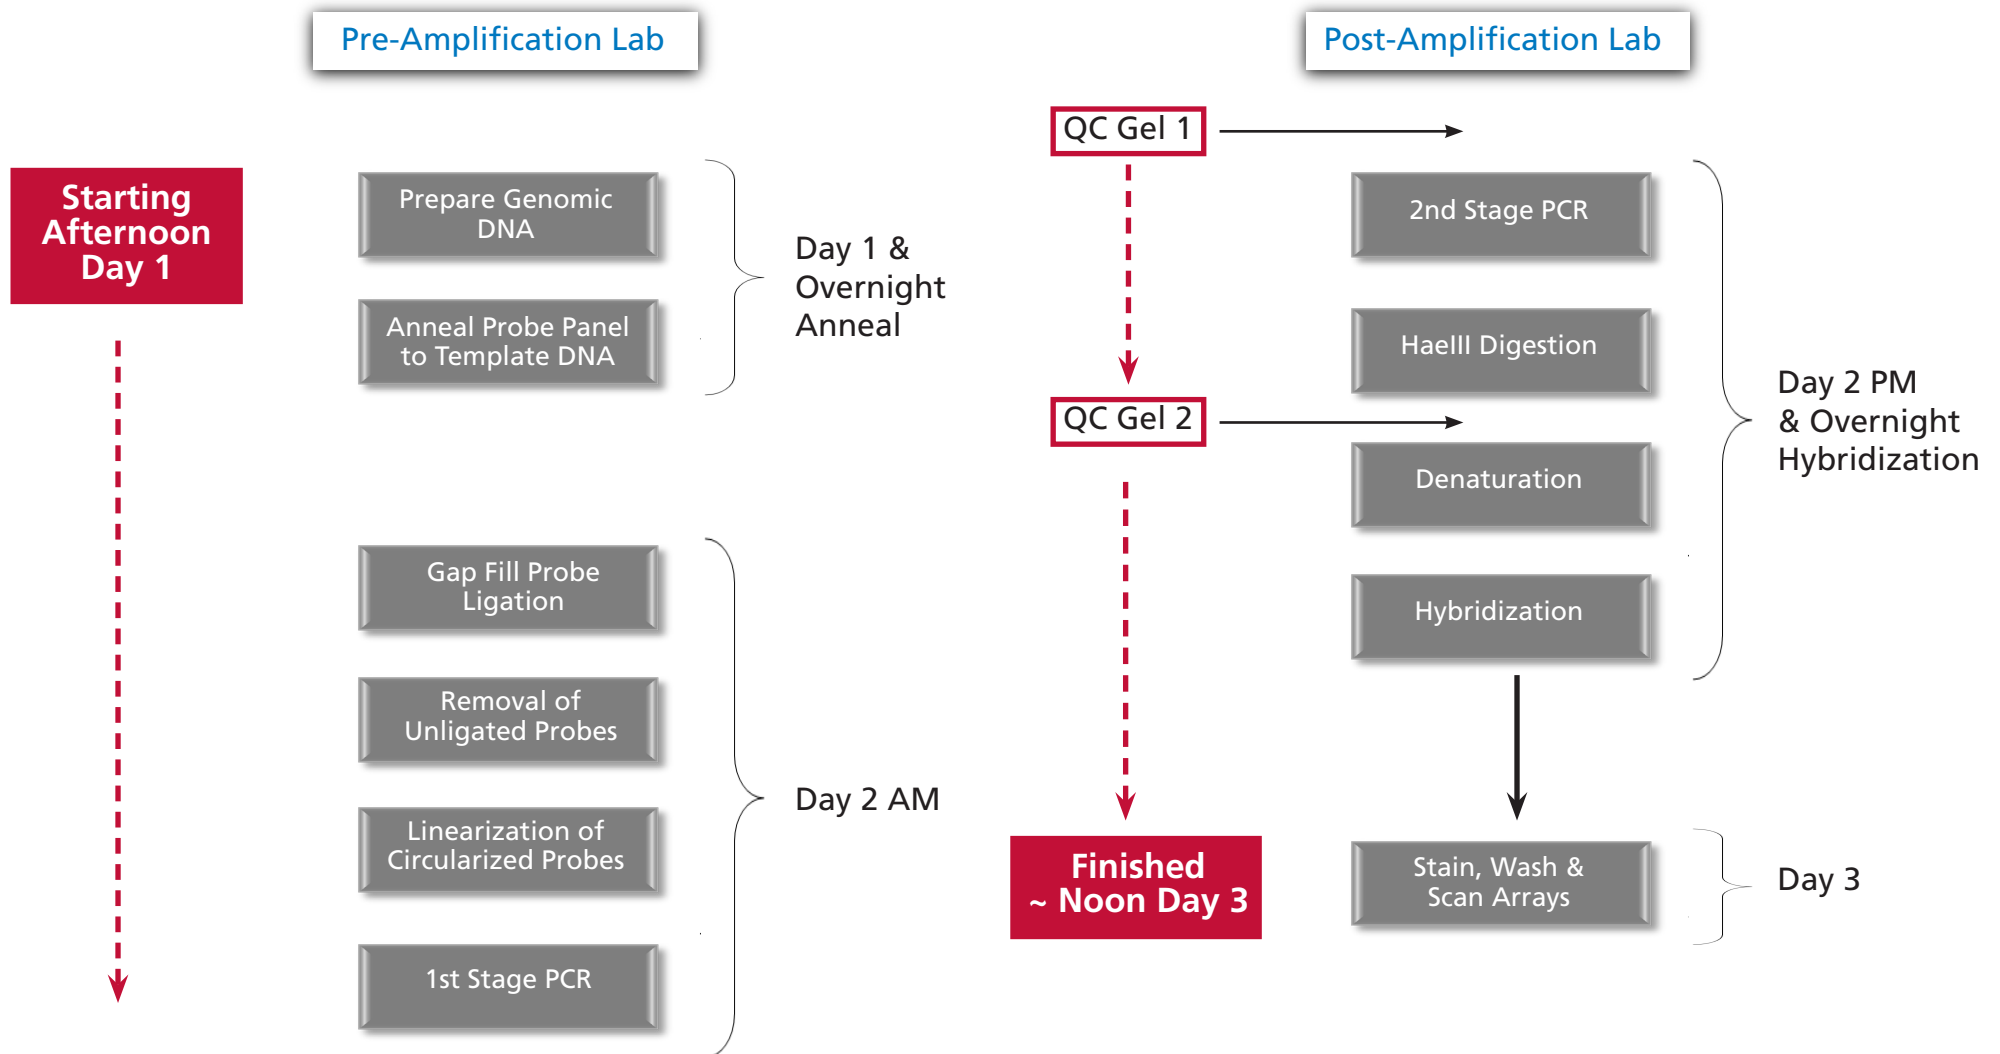 Pre-Amplification Lab
Starting
Afternoon
Day 1
Prepare Genomic
DNA
Anneal Probe Panel
to Template DNA
Day 1 &
Overnight
Anneal
Gap Fill Probe
Ligation
Removal of
Unligated Probes
Linearization of
Circularized Probes
1st Stage PCR
Day 2 AM
Post-Amplification Lab
QC Gel 1
2nd Stage PCR
HaeIII Digestion
QC Gel 2
Denaturation
Hybridization
Day 2 PM
& Overnight
Hybridization
Finished
~ Noon Day 3
Stain, Wash &
Scan Arrays
Day 3